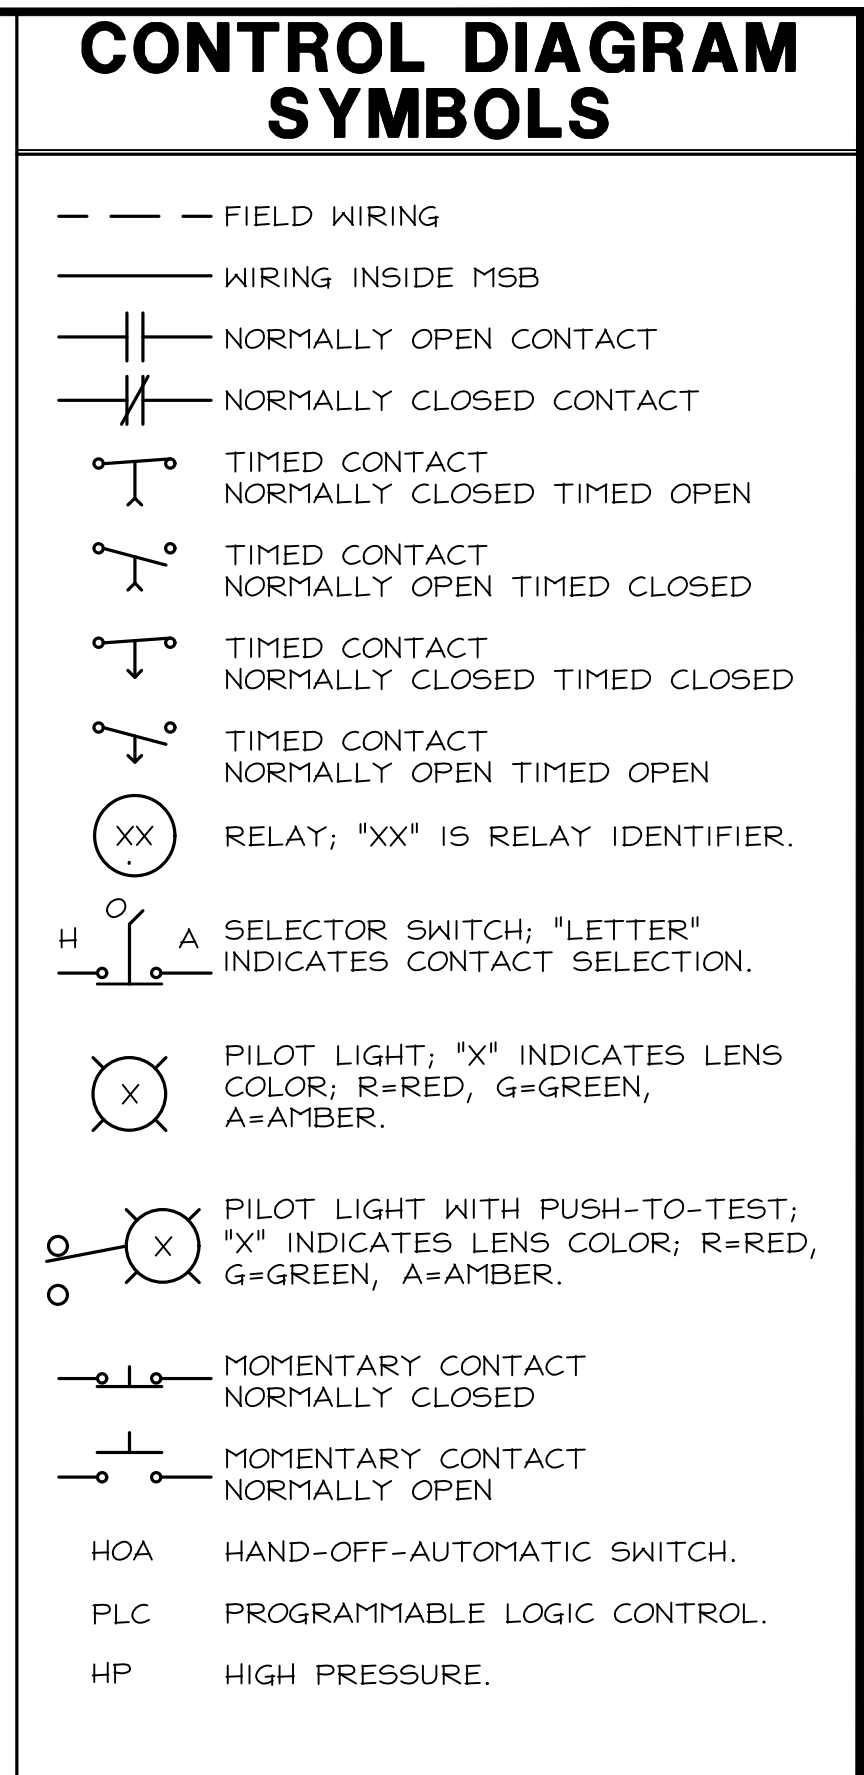 CONTROL DIAGRAM
SYMBOLS
FIELD WIRING
WIRING INSIDE MSB
NORMALLY OPEN CONTACT
NORMALLY CLOSED CONTACT
TIMED CONTACT
NORMALLY CLOSED TIMED OPEN
TIMED CONTACT
NORMALLY OPEN TIMED CLOSED
TIMED CONTACT
NORMALLY CLOSED TIMED CLOSED
TIMED CONTACT
NORMALLY OPEN TIMED OPEN
XX RELAY; "XX" IS RELAY IDENTIFIER.
H O A SELECTOR SWITCH; "LETTER"
INDICATES CONTACT SELECTION.
PILOT LIGHT; "X" INDICATES LENS
X COLOR; R=RED, G=GREEN,
A=AMBER.
PILOT LIGHT WITH PUSH-TO-TEST;
X "X" INDICATES LENS COLOR; R=RED,
G=GREEN, A=AMBER.
MOMENTARY CONTACT
NORMALLY CLOSED
MOMENTARY CONTACT
NORMALLY OPEN
HOA HAND-OFF-AUTOMATIC SWITCH.
PLC PROGRAMMABLE LOGIC CONTROL.
HP HIGH PRESSURE.